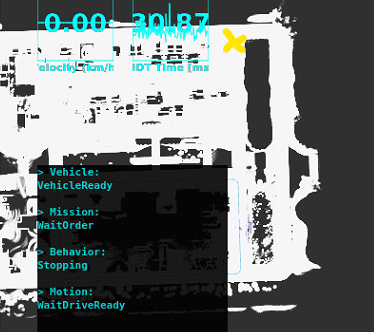 0.00
30.87
elocity (km/h
IDT Time [ms
> Vehicle:
VehicleReady
> Mission:
WaitOrder
> Behavior:
Stopping
> Motion:
WaitDriveReady